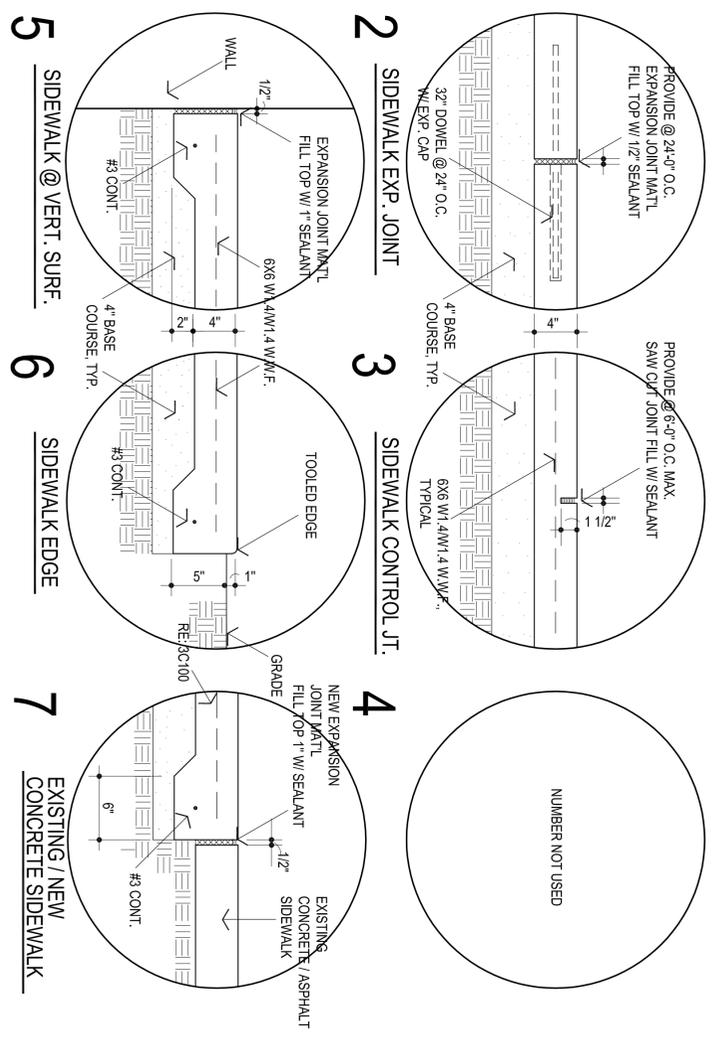 PROVIDE @ 24'-0" O.C.
EXPANSION JOINT MAT'L
FILL TOP W/ 1/2" SEALANT
32" DOWEL @ 24" O.C.
W/ EXP. CAP
4" BASE
COURSE, TYP.
4"
2
SIDEWALK EXP. JOINT
PROVIDE @ 6'-0" O.C. MAX.
SAW CUT JOINT FILL W/ SEALANT
1 1/2"
6X6 W1.4/W1.4 W.W.F.,
TYPICAL
3
SIDEWALK CONTROL JT.
NUMBER NOT USED
4
WALL
1/2"
EXPANSION JOINT MAT'L
FILL TOP W/ 1" SEALANT
6X6 W1.4/W1.4 W.W.F.
#3 CONT.
4" BASE
COURSE, TYP.
2"
4"
5
SIDEWALK @ VERT. SURF.
TOOLED EDGE
#3 CONT.
5"
1"
GRADE
6
SIDEWALK EDGE
RE: 3C100
NEW EXPANSION
JOINT MAT'L
FILL TOP 1" W/ SEALANT
1/2"
EXISTING
CONCRETE / ASPHALT
SIDEWALK
6"
#3 CONT.
7
EXISTING / NEW
CONCRETE SIDEWALK